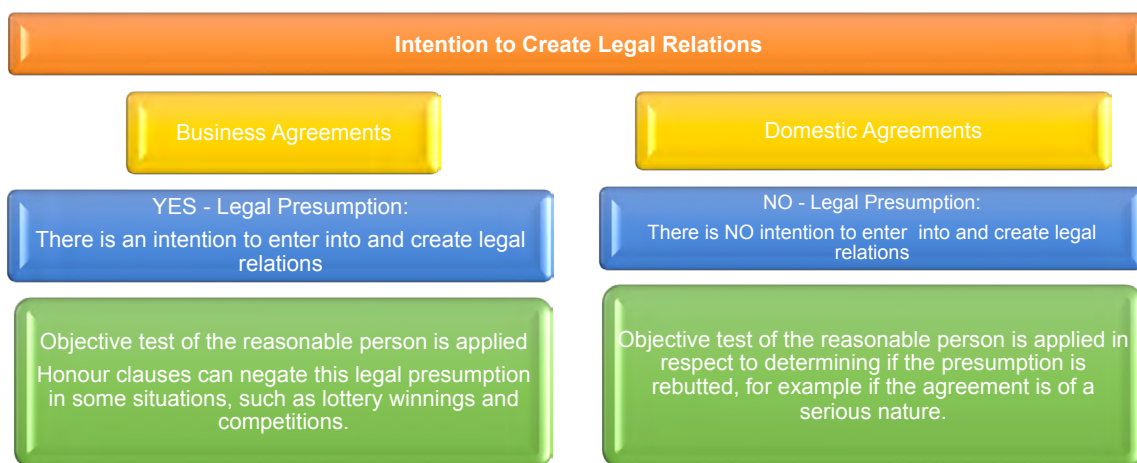 Intention to Create Legal Relations
Business Agreements
Domestic Agreements
YES - Legal Presumption:
There is an intention to enter into and create legal
relations
NO - Legal Presumption:
There is NO intention to enter into and create legal
relations
Objective test of the reasonable person is applied
Honour clauses can negate this legal presumption
in some situations, such as lottery winnings and
competitions.
Objective test of the reasonable person is applied in
respect to determining if the presumption is
rebutted, for example if the agreement is of a
serious nature.